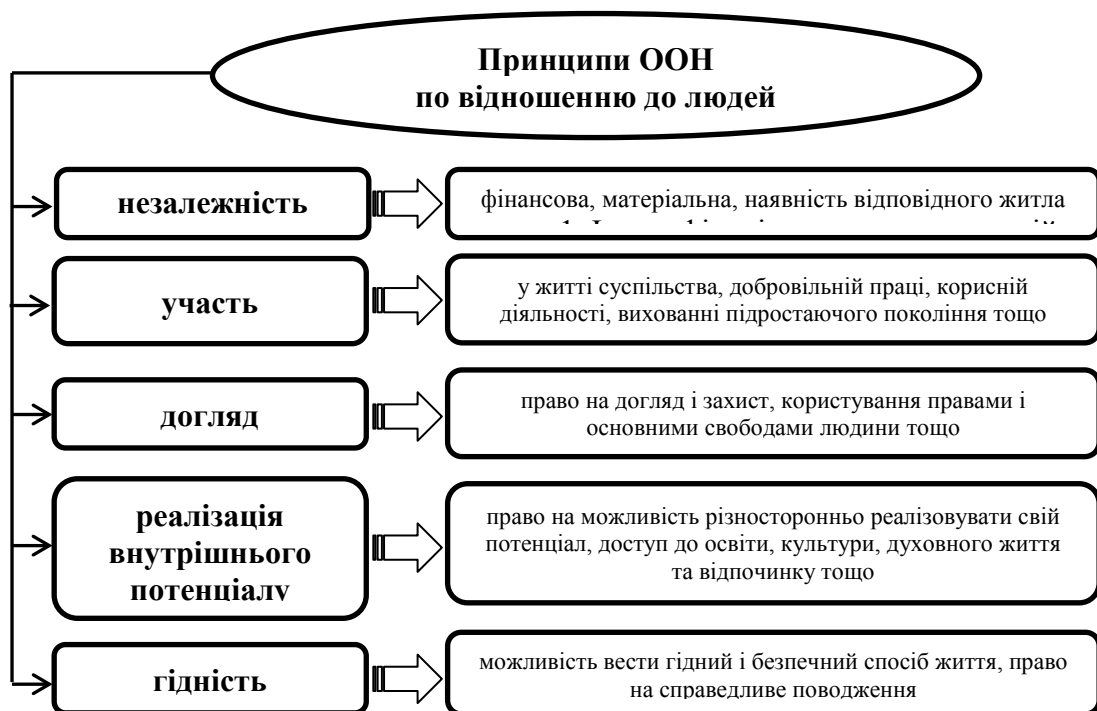 Принципи ООН
по відношенню до людей
незалежність
фінансова, матеріальна, наявність відповідного житла
участь
у житті суспільства, добровільній праці, корисній
діяльності, вихованні підростаючого покоління тощо
догляд
право на догляд і захист, користування правами і
основними свободами людини тощо
реалізація
внутрішнього
потенціалу
право на можливість різносторонньо реалізовувати свій
потенціал, доступ до освіти, культури, духовного життя
та відпочинку тощо
гідність
можливість вести гідний і безпечний спосіб життя, право
на справедливе поводження